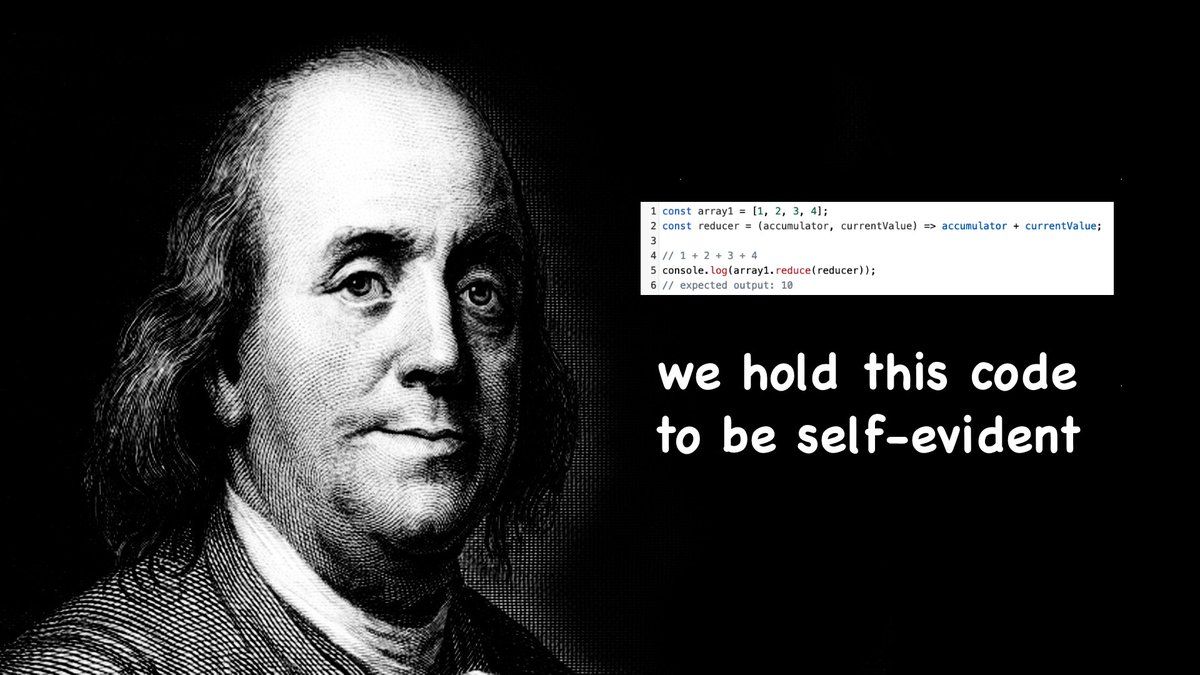 1 const array1 = [1, 2, 3, 4];
2 const reducer = (accumulator, currentValue) => accumulator + currentValue;
3
4 // 1 + 2 + 3 + 4
5 console.log(array1.reduce(reducer));
6 // expected output: 10
we hold this code
to be self-evident